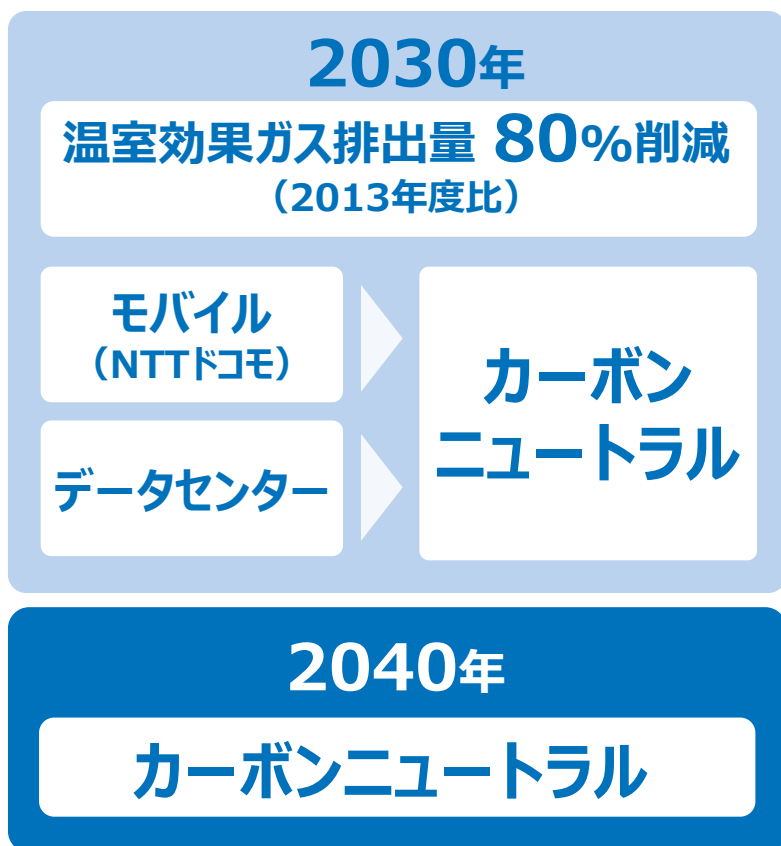 2030年
温室効果ガス排出量 80%削減
（2013年度比）
モバイル
（NTTドコモ）
データセンター
カーボン
ニュートラル
2040年
カーボンニュートラル